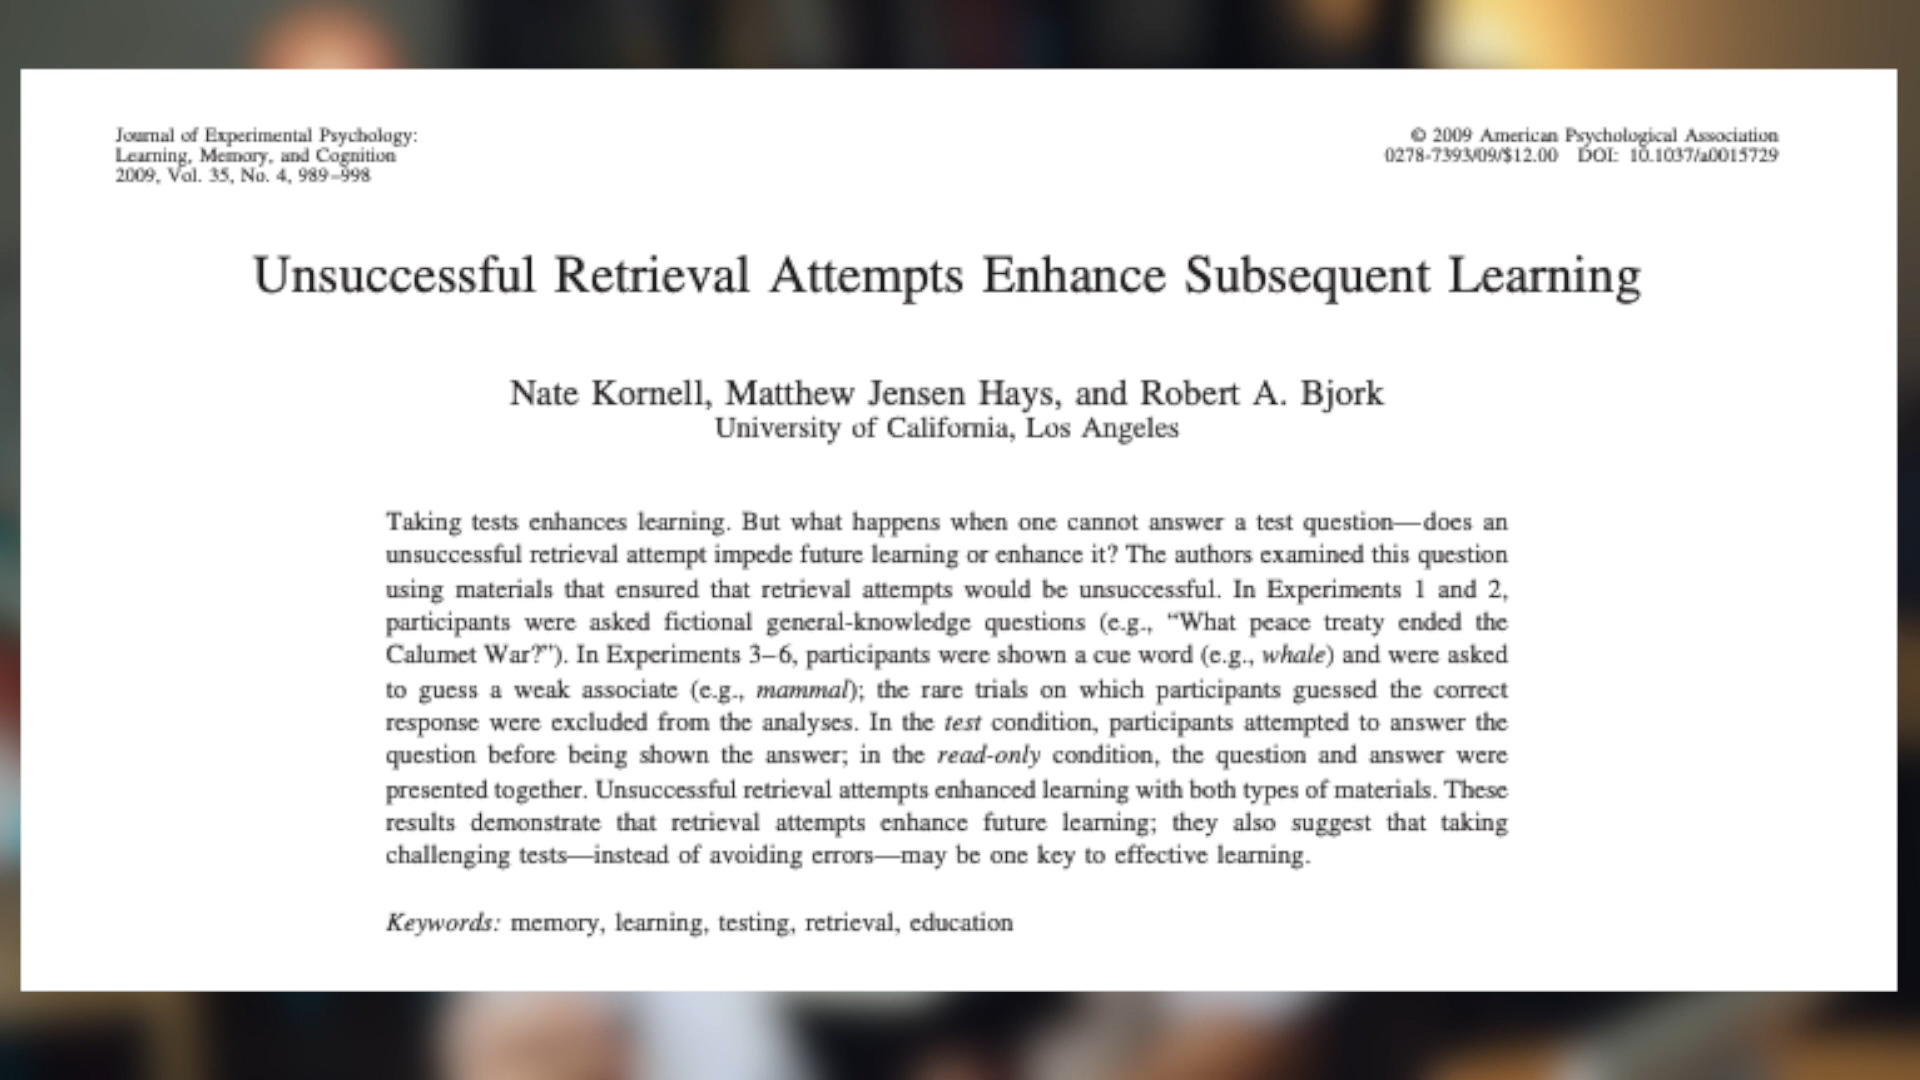 Journal of Experimental Psychology:
Learning, Memory, and Cognition
2009, Vol. 35, No. 4, 989–998
© 2009 American Psychological Association
0278-7393/09/$12.00 DOI: 10.1037/a0015729
Unsuccessful Retrieval Attempts Enhance Subsequent Learning
Nate Kornell, Matthew Jensen Hays, and Robert A. Bjork
University of California, Los Angeles
Taking tests enhances learning. But what happens when one cannot answer a test question—does an
unsuccessful retrieval attempt impede future learning or enhance it? The authors examined this question
using materials that ensured that retrieval attempts would be unsuccessful. In Experiments 1 and 2,
participants were asked fictional general-knowledge questions (e.g., “What peace treaty ended the
Calumet War?”). In Experiments 3–6, participants were shown a cue word (e.g., whale) and were asked
to guess a weak associate (e.g., mammal); the rare trials on which participants guessed the correct
response were excluded from the analyses. In the test condition, participants attempted to answer the
question before being shown the answer; in the read-only condition, the question and answer were
presented together. Unsuccessful retrieval attempts enhanced learning with both types of materials. These
results demonstrate that retrieval attempts enhance future learning; they also suggest that taking
challenging tests—instead of avoiding errors—may be one key to effective learning.
Keywords: memory, learning, testing, retrieval, education